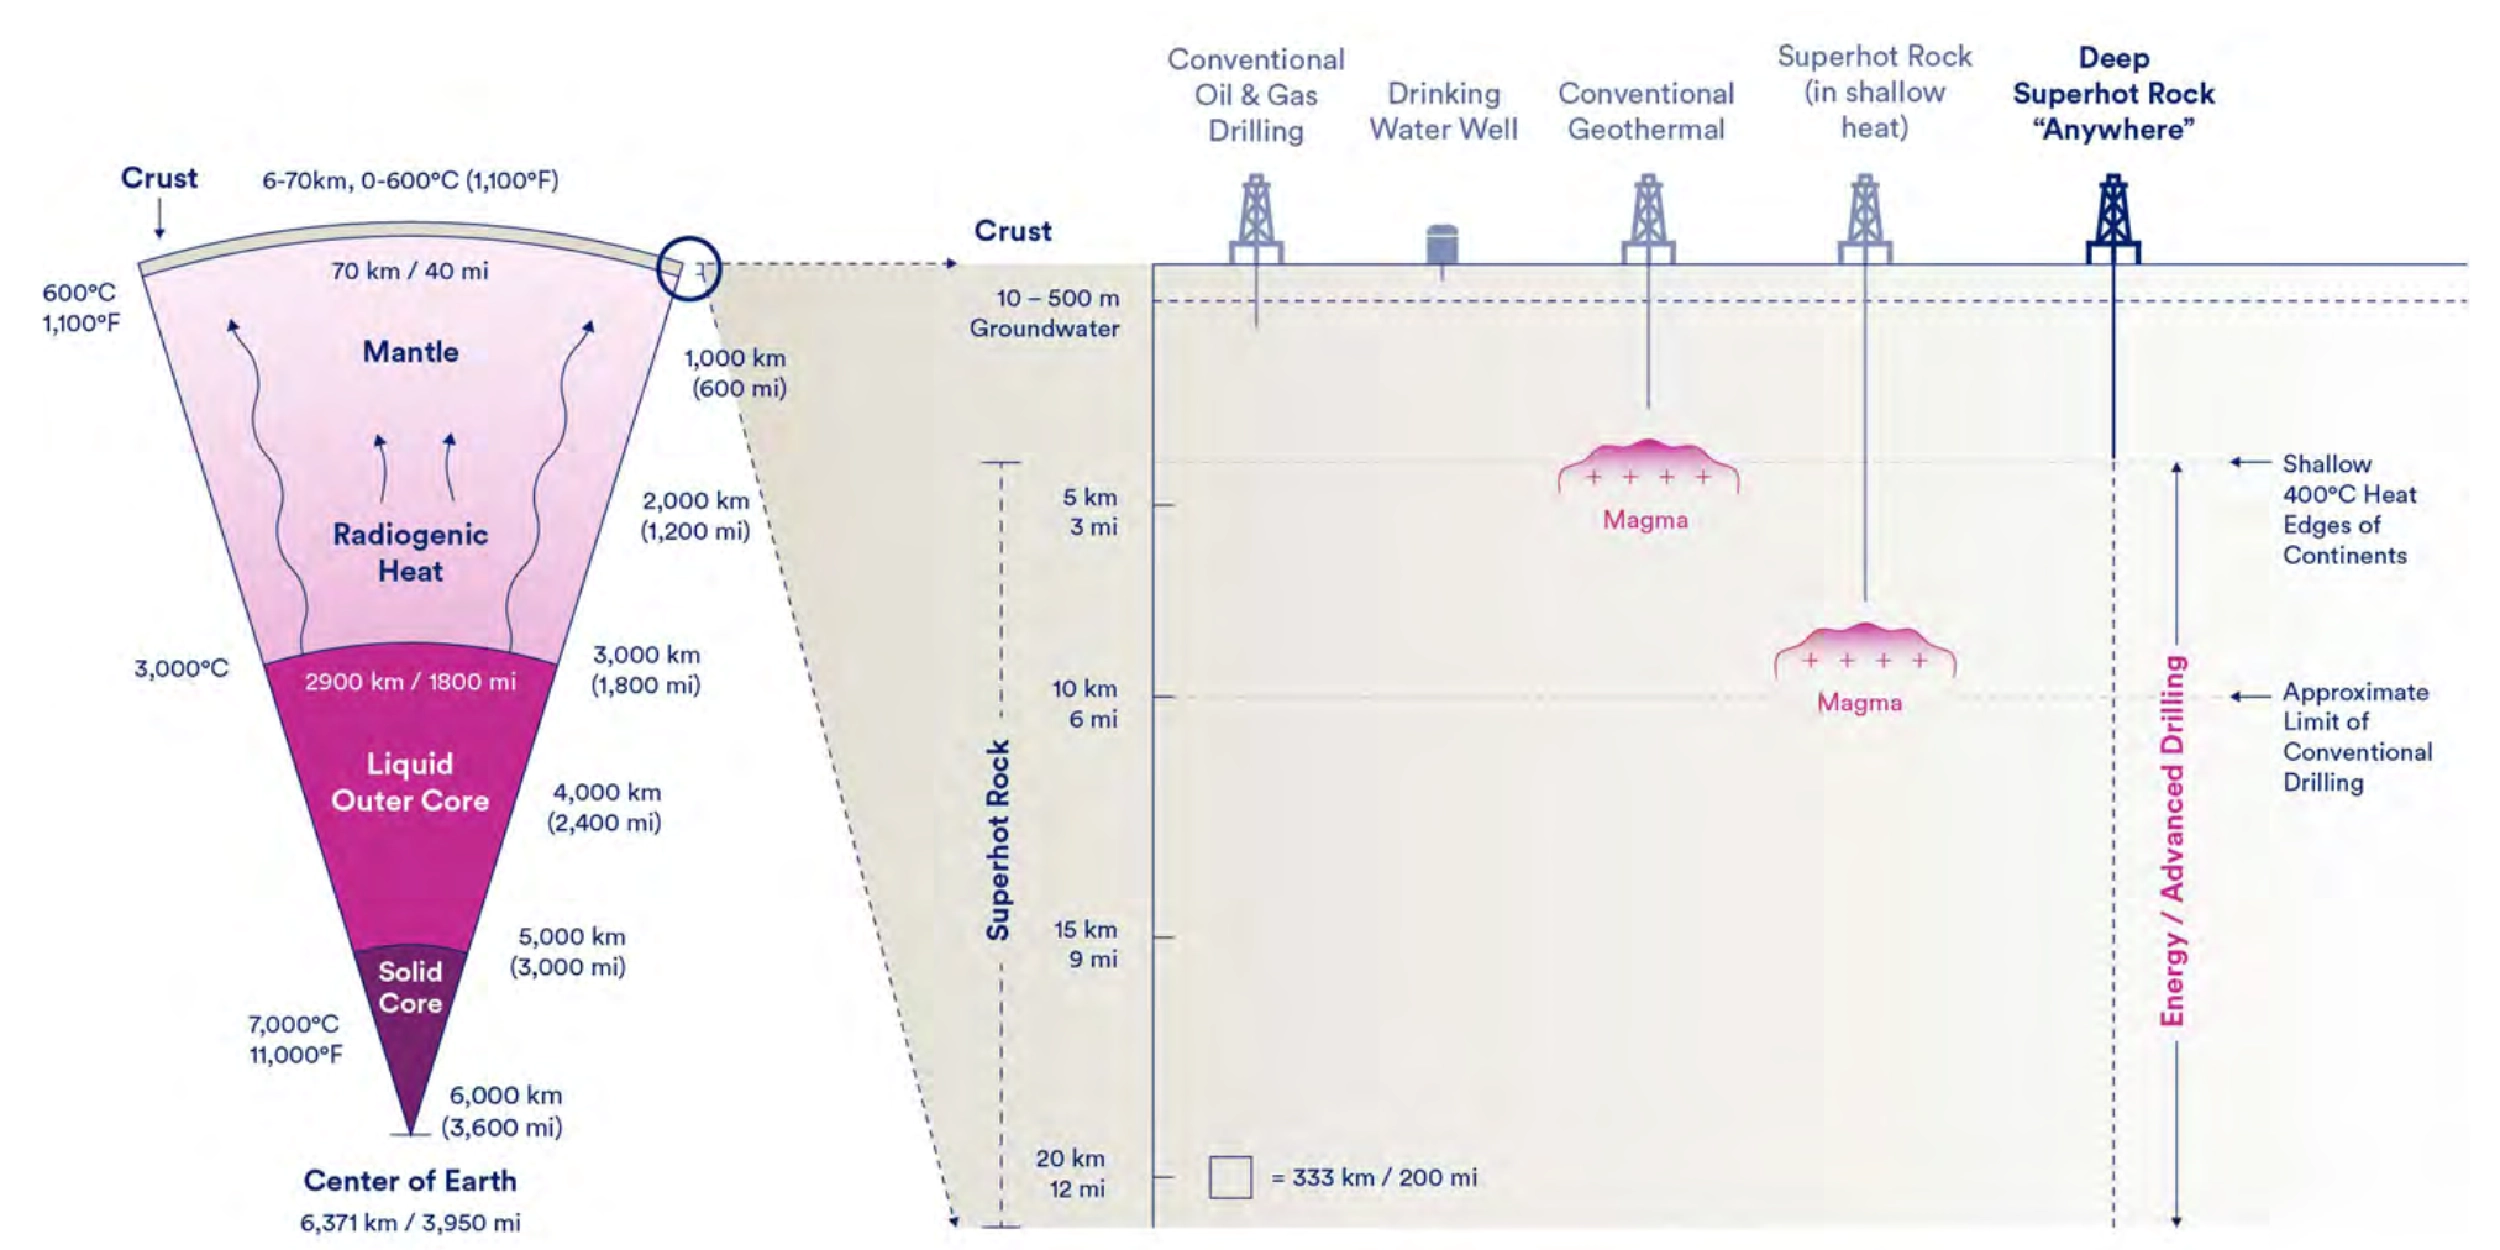 Crust
6-70km, 0-600°C (1,100°F)
70 km / 40 mi
600°C
1,100°F
Mantle
1,000 km
(600 mi)
2,000 km
(1,200 mi)
Radiogenic
Heat
3,000°C
2900 km / 1800 mi
3,000 km
(1,800 mi)
Liquid
Outer Core
4,000 km
(2,400 mi)
5,000 km
(3,000 mi)
Solid
Core
7,000°C
11,000°F
6,000 km
(3,600 mi)
Center of Earth
6,371 km / 3,950 mi
Conventional
Oil & Gas
Drilling
Drinking
Water Well
Conventional
Geothermal
Superhot Rock
(in shallow
heat)
Deep
Superhot Rock
“Anywhere”
Crust
10 – 500 m
Groundwater
5 km
3 mi
10 km
6 mi
15 km
9 mi
20 km
12 mi
Superhot Rock
Magma
Magma
= 333 km / 200 mi
Energy / Advanced Drilling
Shallow
400°C Heat
Edges of
Continents
Approximate
Limit of
Conventional
Drilling